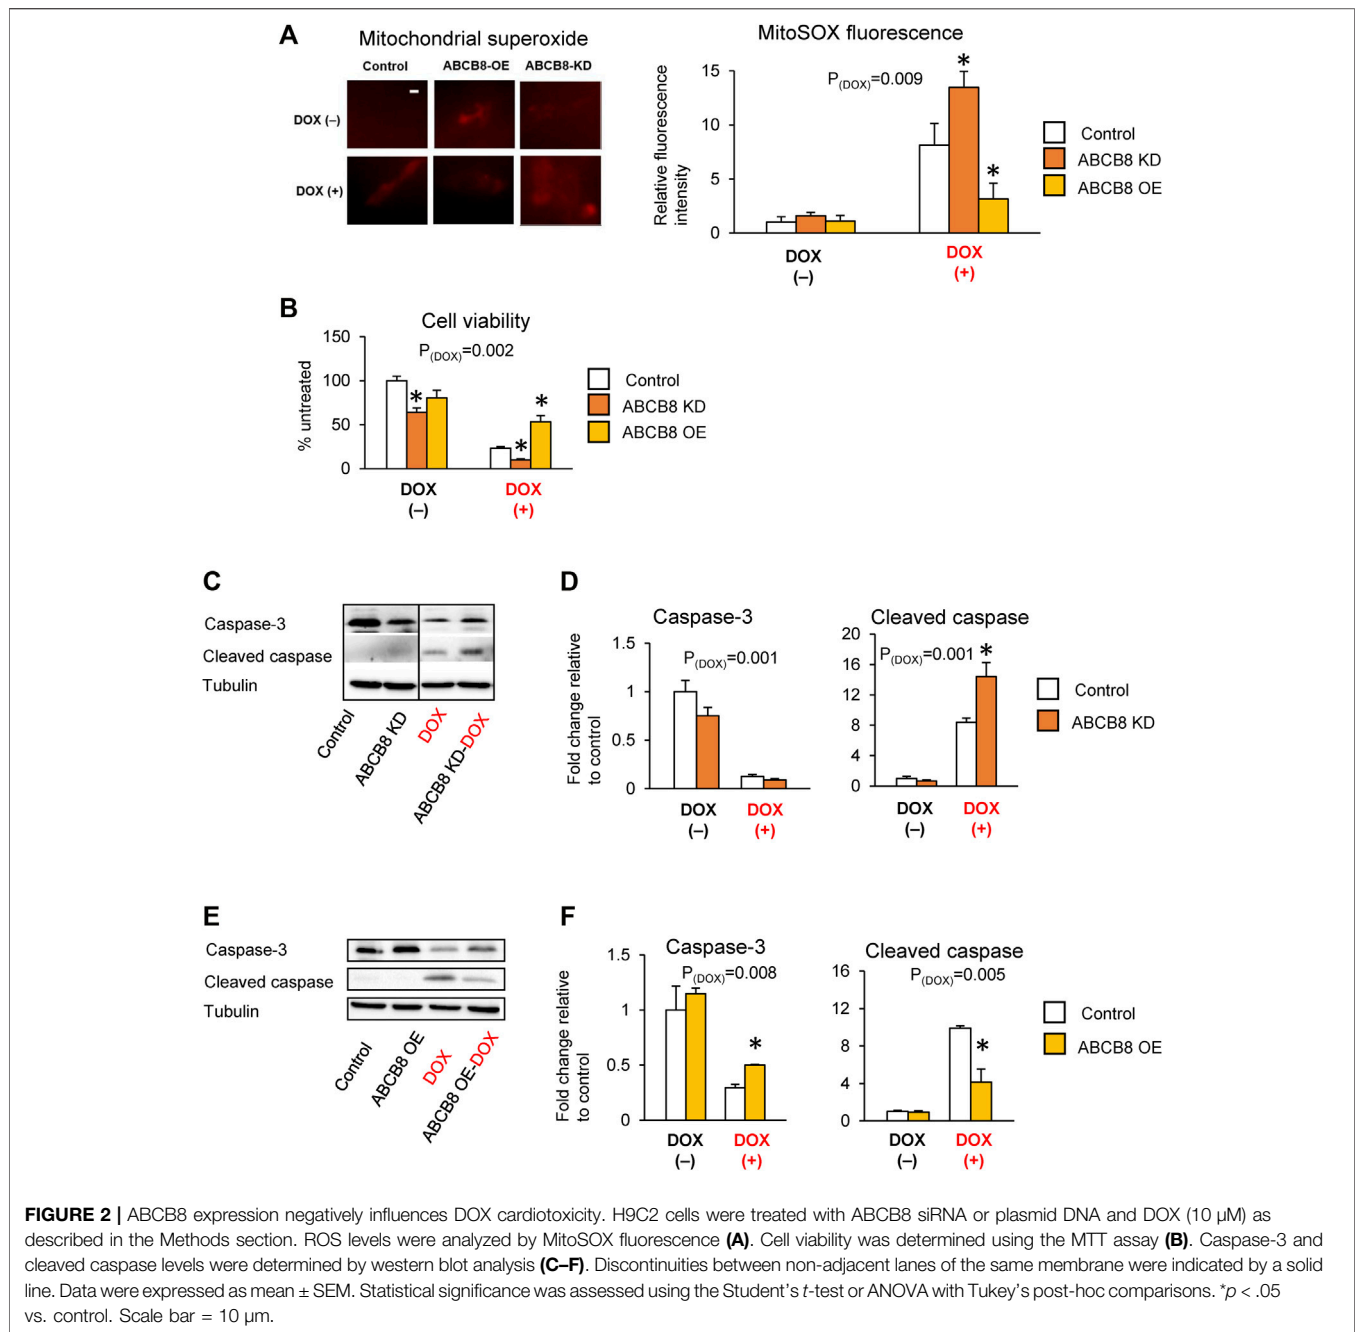 A
Mitochondrial superoxide
Control ABCB8-OE ABCB8-KD
DOX (–)
DOX (+)
MitoSOX fluorescence
P(DOX)=0.009
*
*
Relative fluorescence
intensity
15
10
5
0
DOX
(–)
DOX
(+)
Control
ABCB8 KD
ABCB8 OE
B
Cell viability
P(DOX)=0.002
% untreated
150
100
50
0
*
*
*
DOX
(–)
DOX
(+)
Control
ABCB8 KD
ABCB8 OE
C
Caspase-3
Cleaved caspase
Tubulin
Control
ABCB8 KD
DOX
ABCB8 KD-DOX
D
Caspase-3
P(DOX)=0.001
Fold change relative
to control
1.5
1
0.5
0
DOX
(–)
DOX
(+)
Cleaved caspase
P(DOX)=0.001
*
20
16
12
8
4
0
DOX
(–)
DOX
(+)
Control
ABCB8 KD
E
Caspase-3
Cleaved caspase
Tubulin
Control
ABCB8 OE
DOX
ABCB8 OE-DOX
F
Caspase-3
P(DOX)=0.008
Fold change relative
to control
1.5
1
0.5
0
*
DOX
(–)
DOX
(+)
Cleaved caspase
P(DOX)=0.005
16
12
8
4
0
*
DOX
(–)
DOX
(+)
Control
ABCB8 OE
FIGURE 2 | ABCB8 expression negatively influences DOX cardiotoxicity. H9C2 cells were treated with ABCB8 siRNA or plasmid DNA and DOX (10 µM) as
described in the Methods section. ROS levels were analyzed by MitoSOX fluorescence (A). Cell viability was determined using the MTT assay (B). Caspase-3 and
cleaved caspase levels were determined by western blot analysis (C–F). Discontinuities between non-adjacent lanes of the same membrane were indicated by a solid
line. Data were expressed as mean ± SEM. Statistical significance was assessed using the Student's t-test or ANOVA with Tukey's post-hoc comparisons. *p < .05
vs. control. Scale bar = 10 µm.